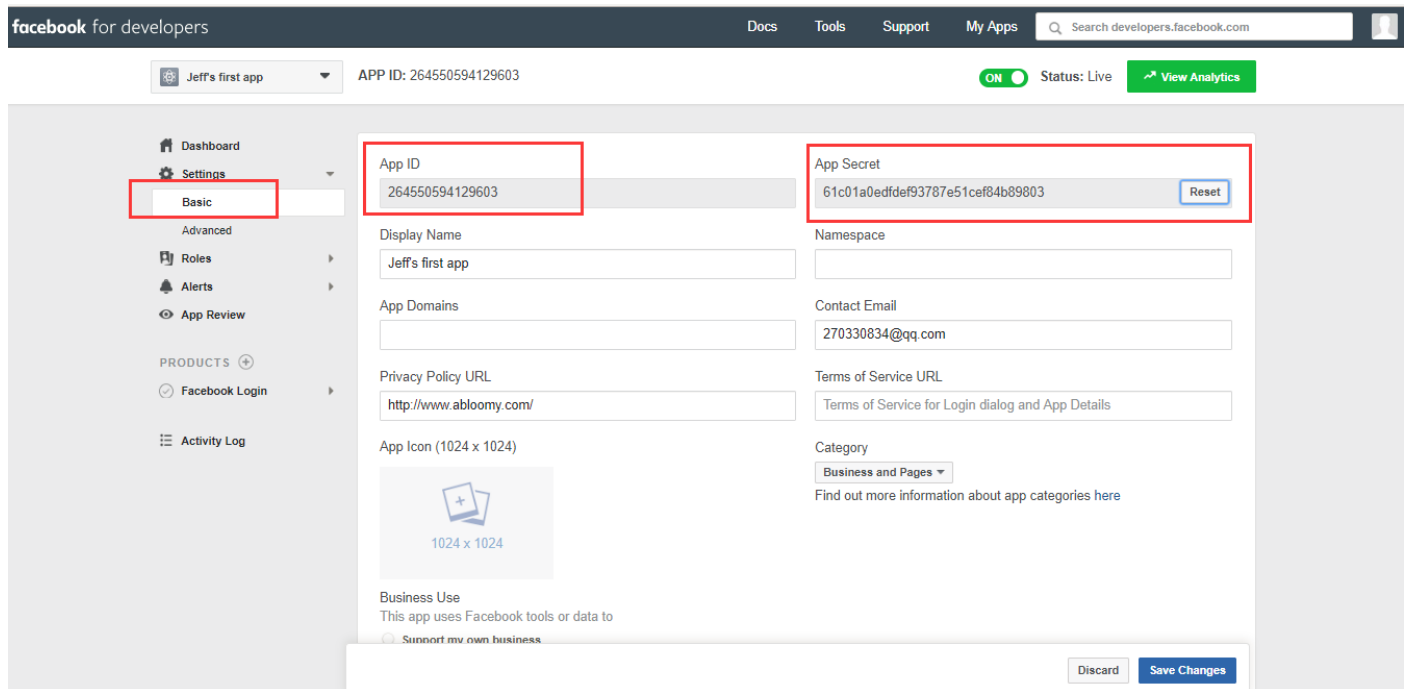 facebook for developers Docs Tools Support My Apps Search developers.facebook.com
Jeff's first app APP ID: 264550594129603 ON Status: Live View Analytics
Dashboard
Settings
Basic
Advanced
Roles
Alerts
App Review
PRODUCTS
Facebook Login
Activity Log
App ID
264550594129603
App Secret
61c01a0edfdef93787e51cef84b89803 Reset
Display Name
Jeff's first app
Namespace
App Domains
Contact Email
270330834@qq.com
Privacy Policy URL
http://www.abloomy.com/
Terms of Service URL
Terms of Service for Login dialog and App Details
App Icon (1024 x 1024)
1024 x 1024
Category
Business and Pages
Find out more information about app categories here
Business Use
This app uses Facebook tools or data to
Support my own business
Discard Save Changes